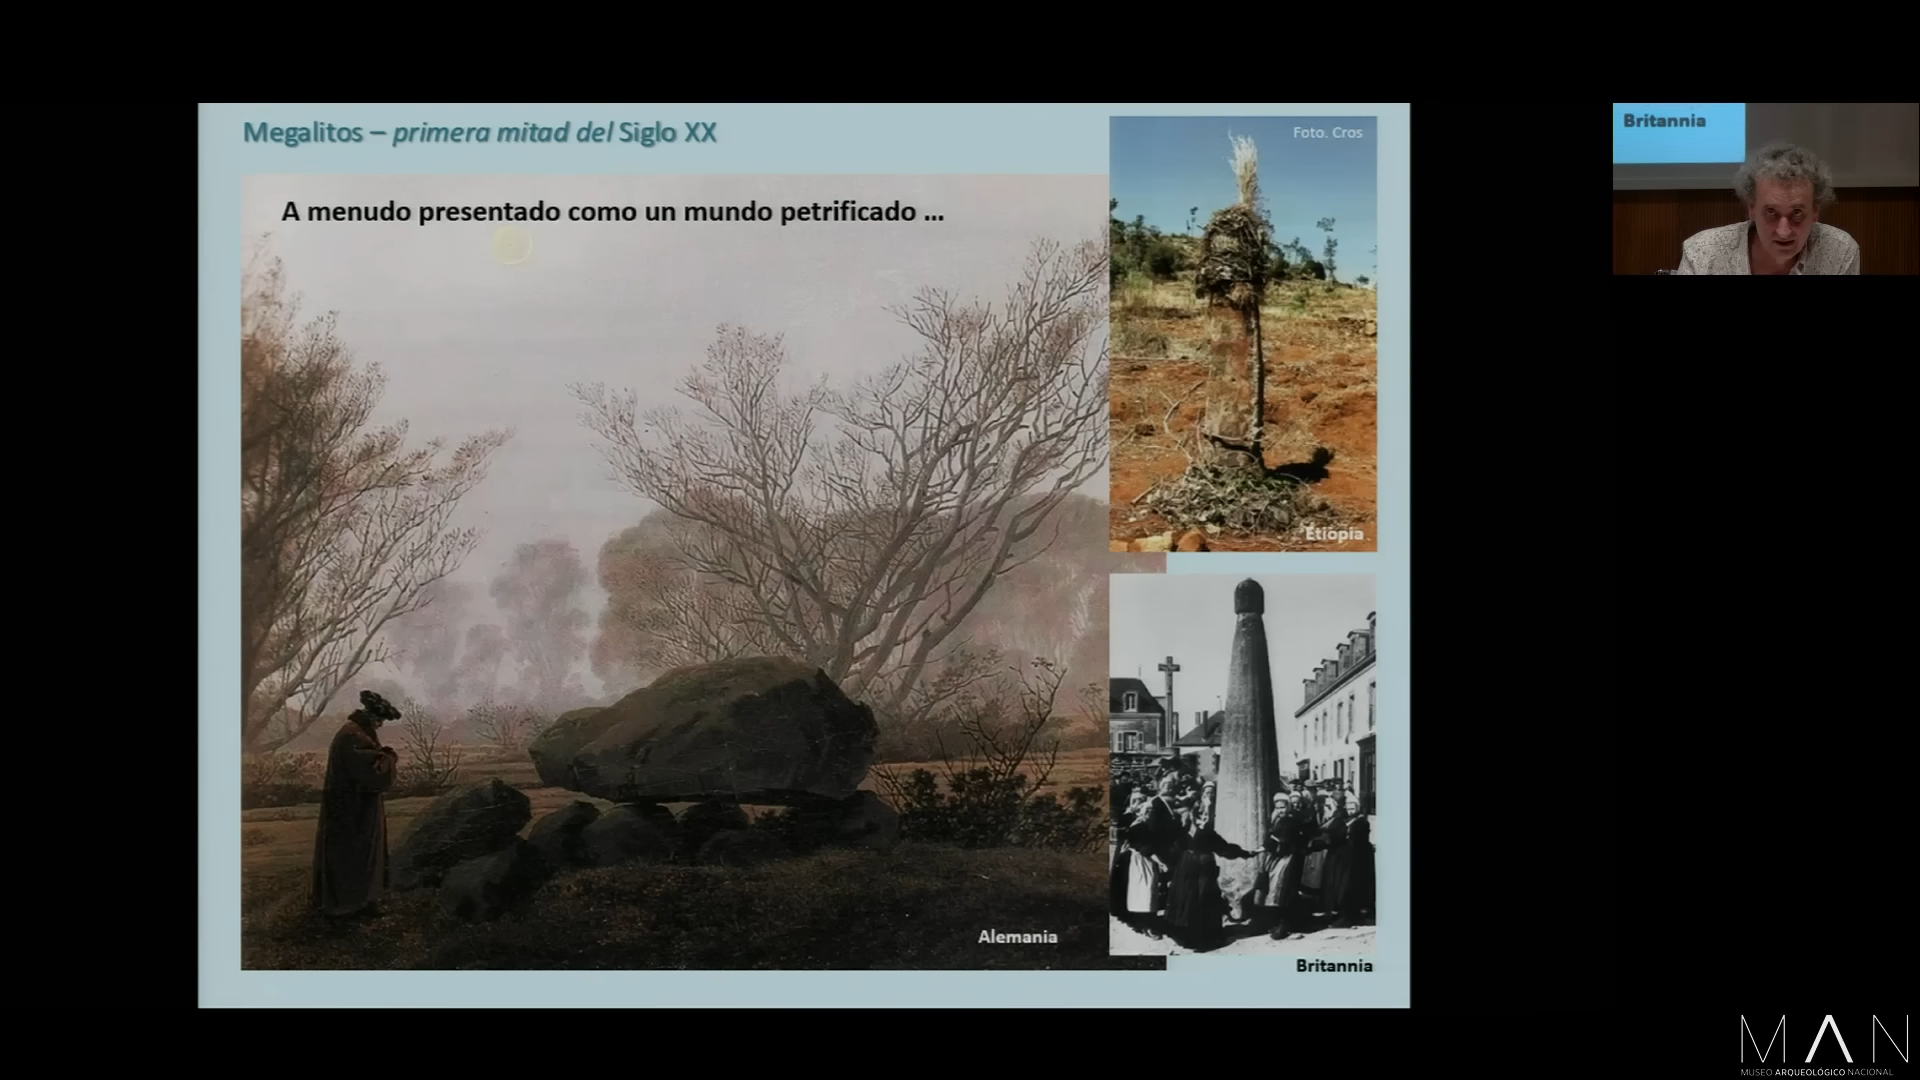 Megalitos – primera mitad del Siglo XX
A menudo presentado como un mundo petrificado ...
Foto. Cros
Etiopia
Alemania
Britannia
Britannia
MAN
MUSEO ARQUEOLÓGICO NACIONAL